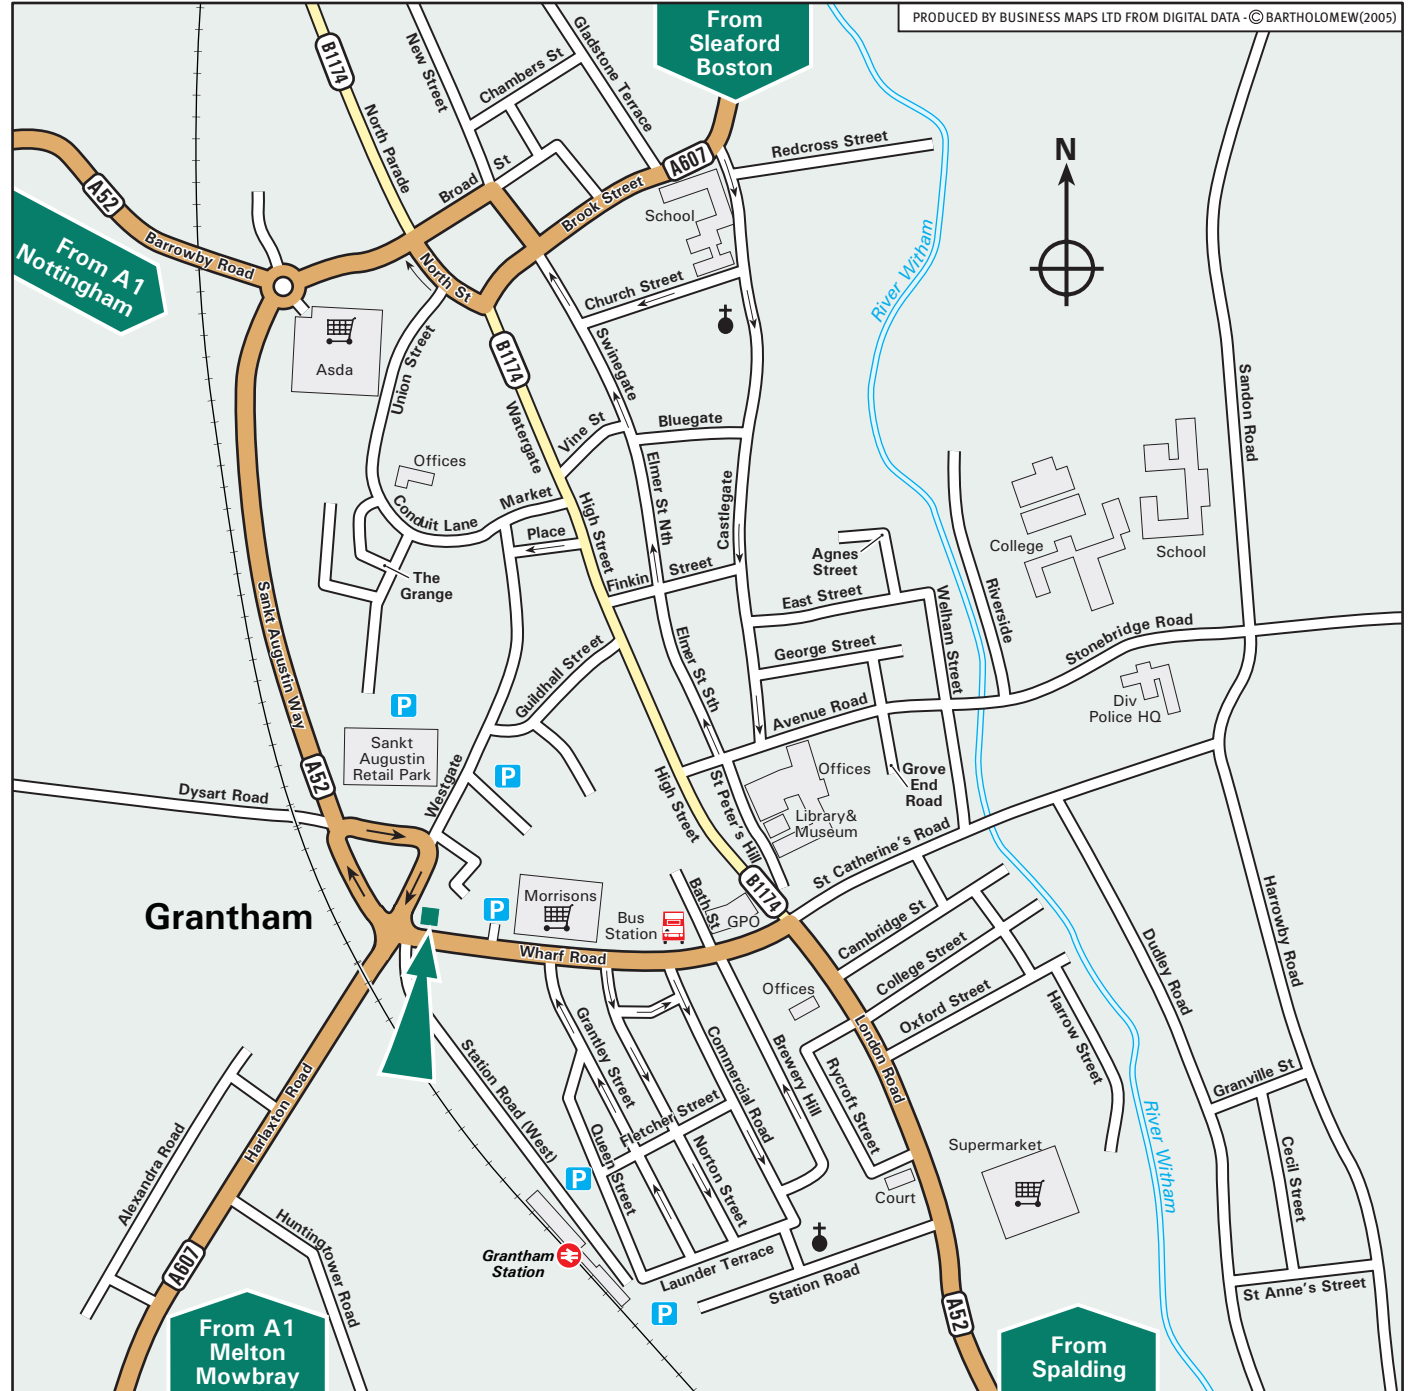 PRODUCED BY BUSINESS MAPS LTD FROM DIGITAL DATA - © BARTHOLOMEW(2005)
From
Sleaford
Boston
B1174
New Street
Gladstone Terrace
Chambers St
North Parade
A607
Redcross Street
N
A52
Broad St
Brook Street
School
Barrowby Road
From A1
Nottingham
North St
River Witham
Church Street
Asda
Union Street
B1174
Swinegate
Sandon Road
Watergate
Vine St
Bluegate
Offices
Elmer St Nth
Castlegate
Conduit Lane
Market
Place
High Street
College
School
Agnes
Street
The
Grange
Finkin Street
East Street
Welham Street
Riverside
Sankt Augustin Way
Guildhall Street
Elmer St Sth
George Street
Stonebridge Road
Avenue Road
Div
Police HQ
P
Sankt
Augustin
Retail Park
A52
Westgate
P
High Street
St Peter's Hill
Offices
Grove
End
Road
Dysart Road
Library&
Museum
St Catherine's Road
Grantham
P
Morrisons
Bus
Station
Bath St
B1174
GPO
Cambridge St
Harrowby Road
Dudley Road
Wharf Road
College Street
Offices
Oxford Street
Harrow Street
London Road
Grantley Street
Commercial Road
Brewery Hill
Rycroft Street
Station Road (West)
Harlaxton Road
Granville St
Fletcher Street
Alexandra Road
Queen Street
Norton Street
River Witham
Supermarket
Cecil Street
P
Court
Huntingtower Road
A607
Grantham
Station
Launder Terrace
Station Road
St Anne's Street
P
A52
From A1
Melton
Mowbray
From
Spalding